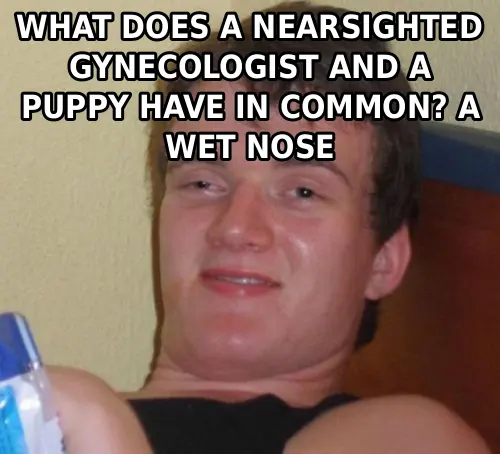 WHAT DOES A NEARSIGHTED
GYNECOLOGIST AND A
PUPPY HAVE IN COMMON? A
WET NOSE